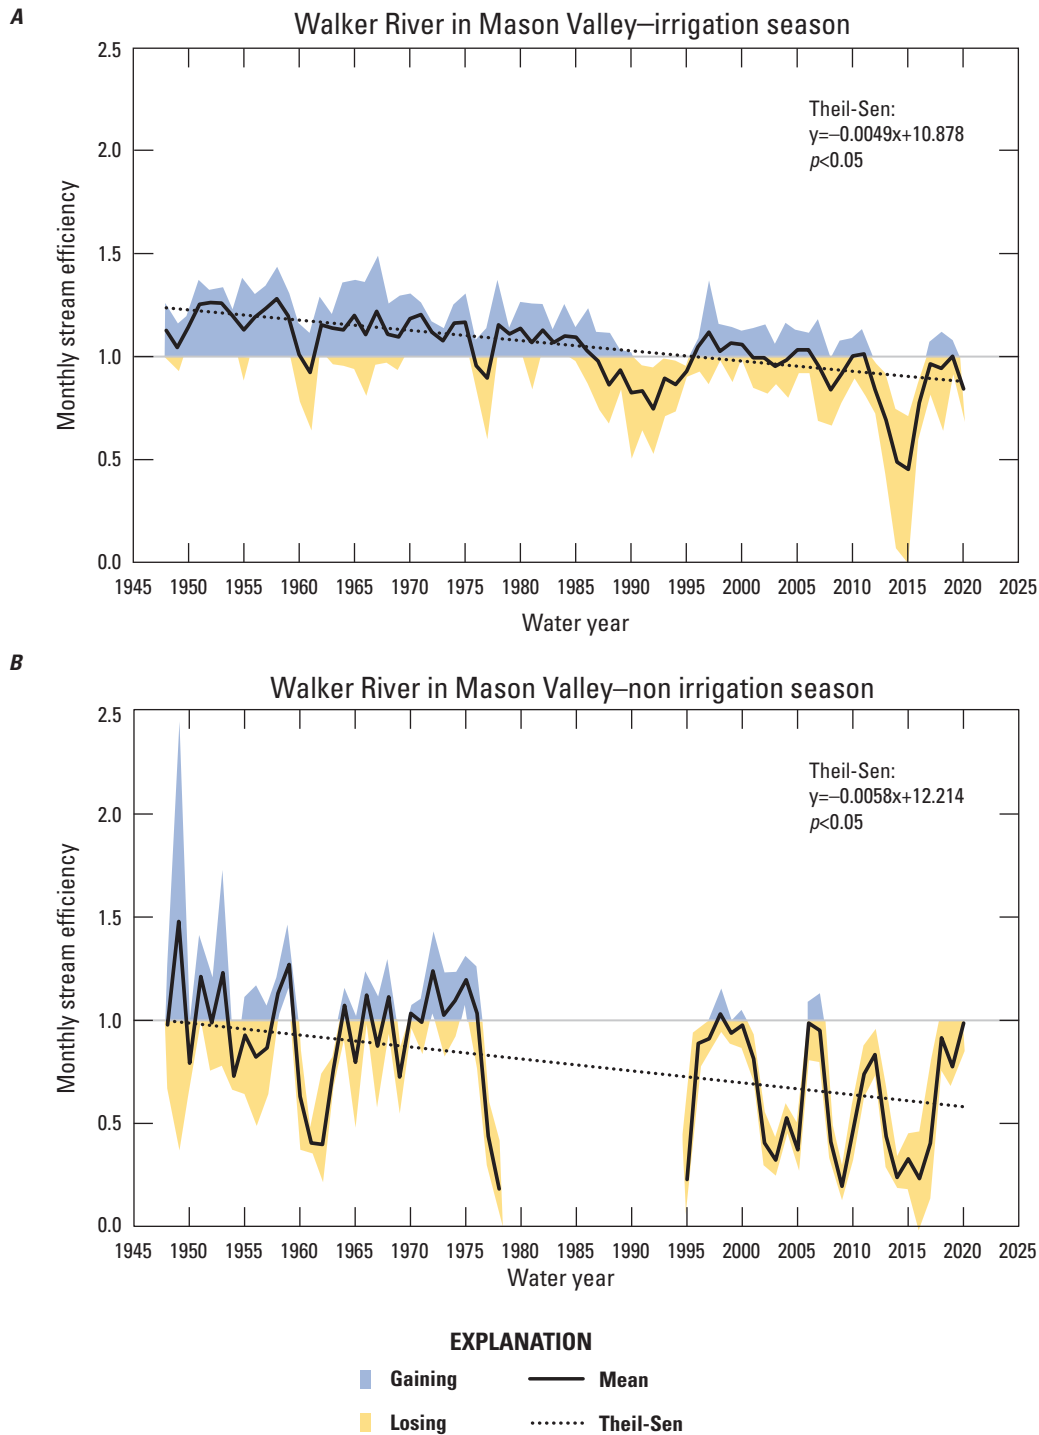 A
Walker River in Mason Valley–irrigation season
2.5
2.0
1.5
1.0
0.5
0.0
Monthly stream efficiency
Theil-Sen:
y=–0.0049x+10.878
p<0.05
1945 1950 1955 1960 1965 1970 1975 1980 1985 1990 1995 2000 2005 2010 2015 2020 2025
Water year
B
Walker River in Mason Valley–non irrigation season
2.5
2.0
1.5
1.0
0.5
0.0
Monthly stream efficiency
Theil-Sen:
y=–0.0058x+12.214
p<0.05
1945 1950 1955 1960 1965 1970 1975 1980 1985 1990 1995 2000 2005 2010 2015 2020 2025
Water year
EXPLANATION
Gaining Mean
Losing Theil-Sen